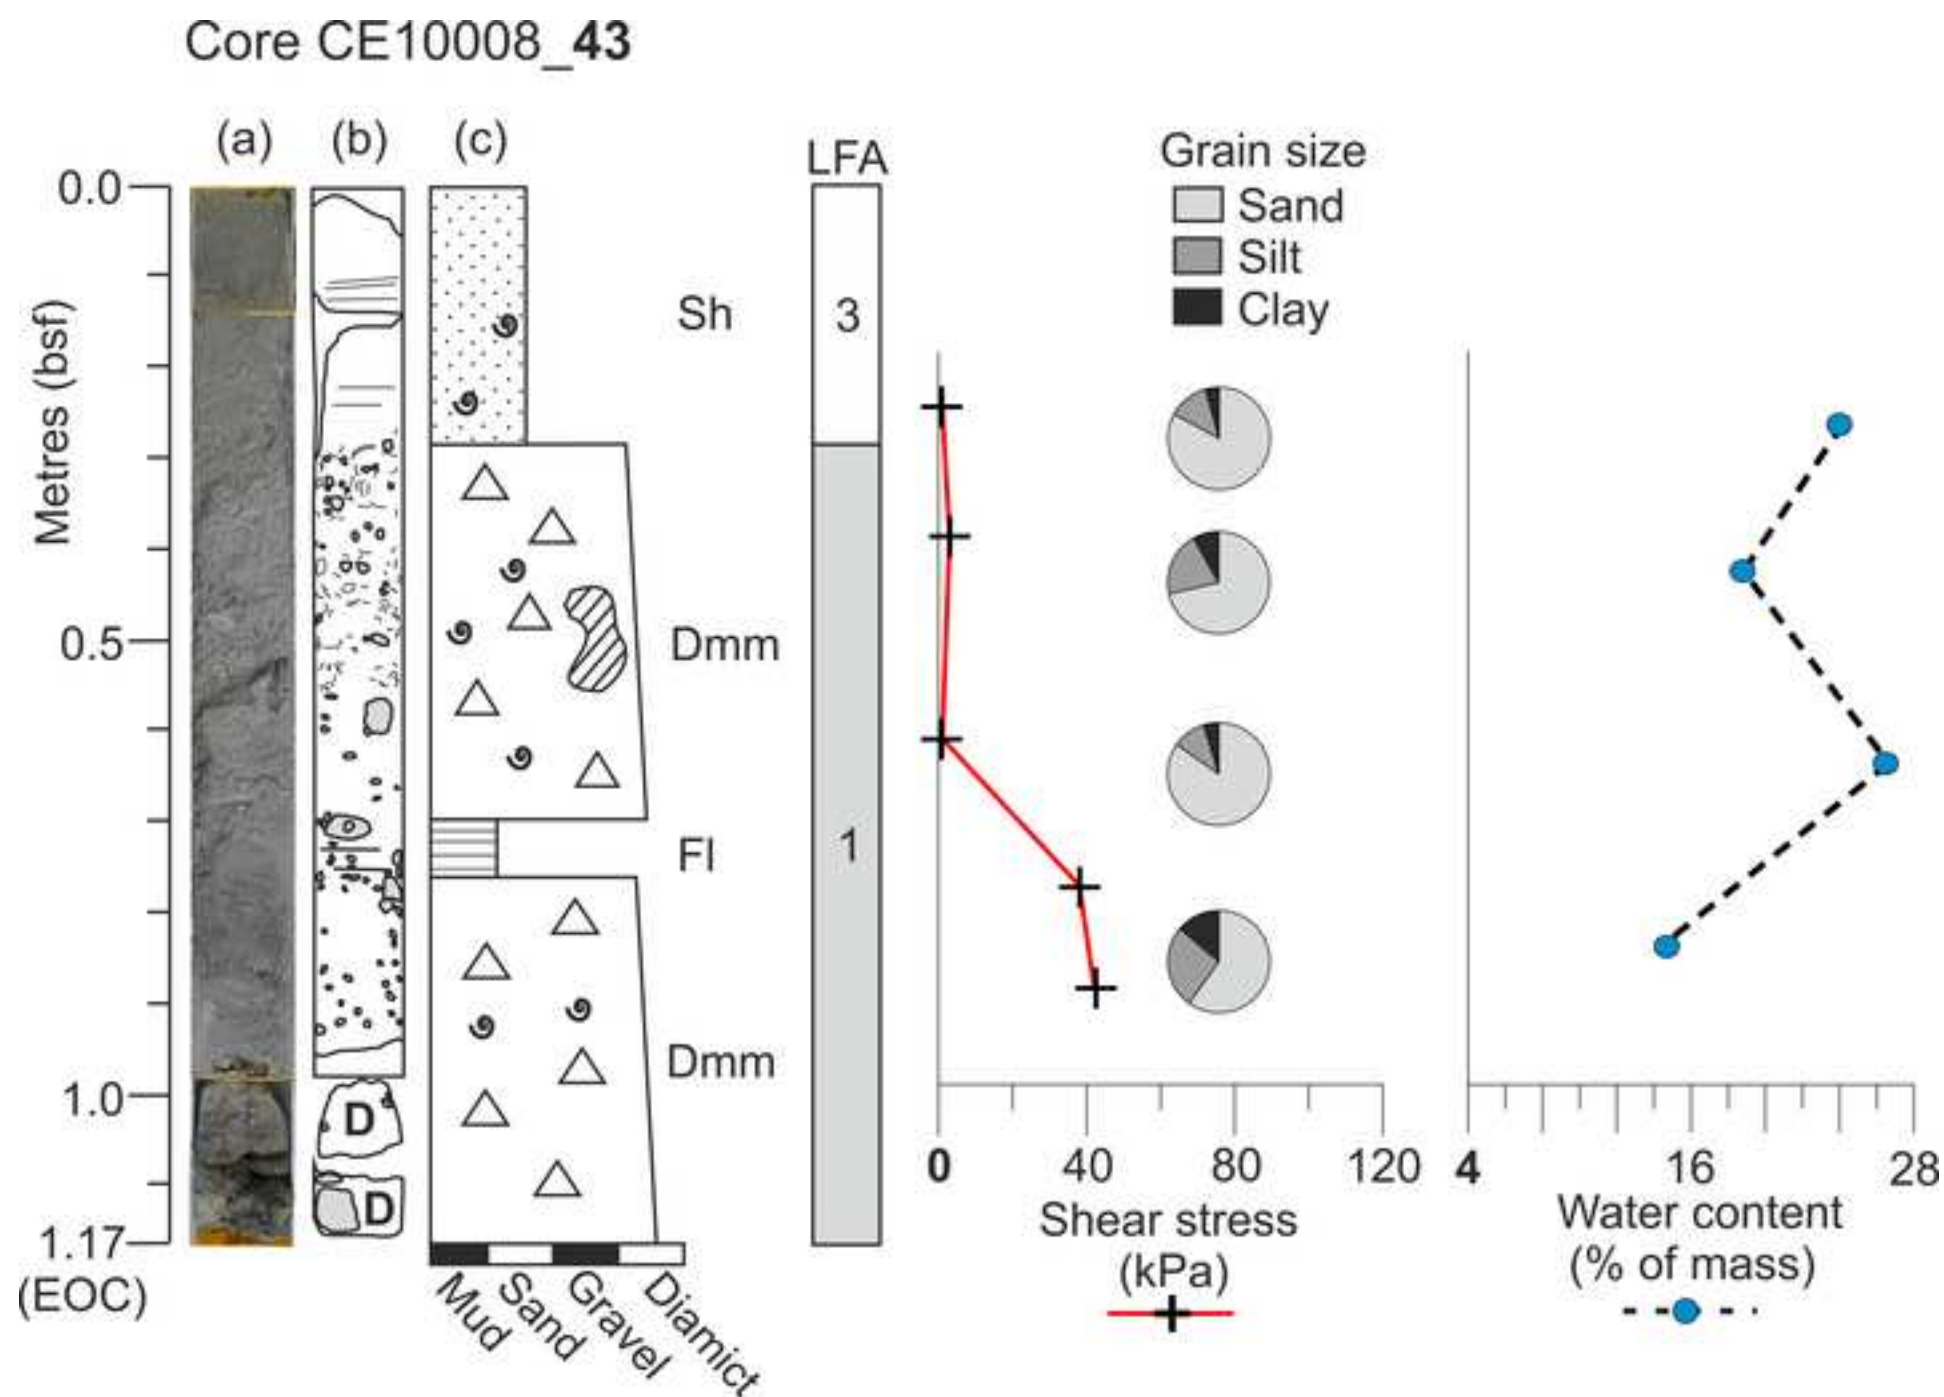 Core CE10008_43
(a) (b) (c)
LFA
Grain size
Sand
Silt
Clay
Metres (bsf)
0.0
0.5
1.0
1.17
(EOC)
Sh
Dmm
Fl
Dmm
3
1
D
D
Mud Sand Gravel Diamict
0 40 80 120
Shear stress
(kPa)
4 16 28
Water content
(% of mass)